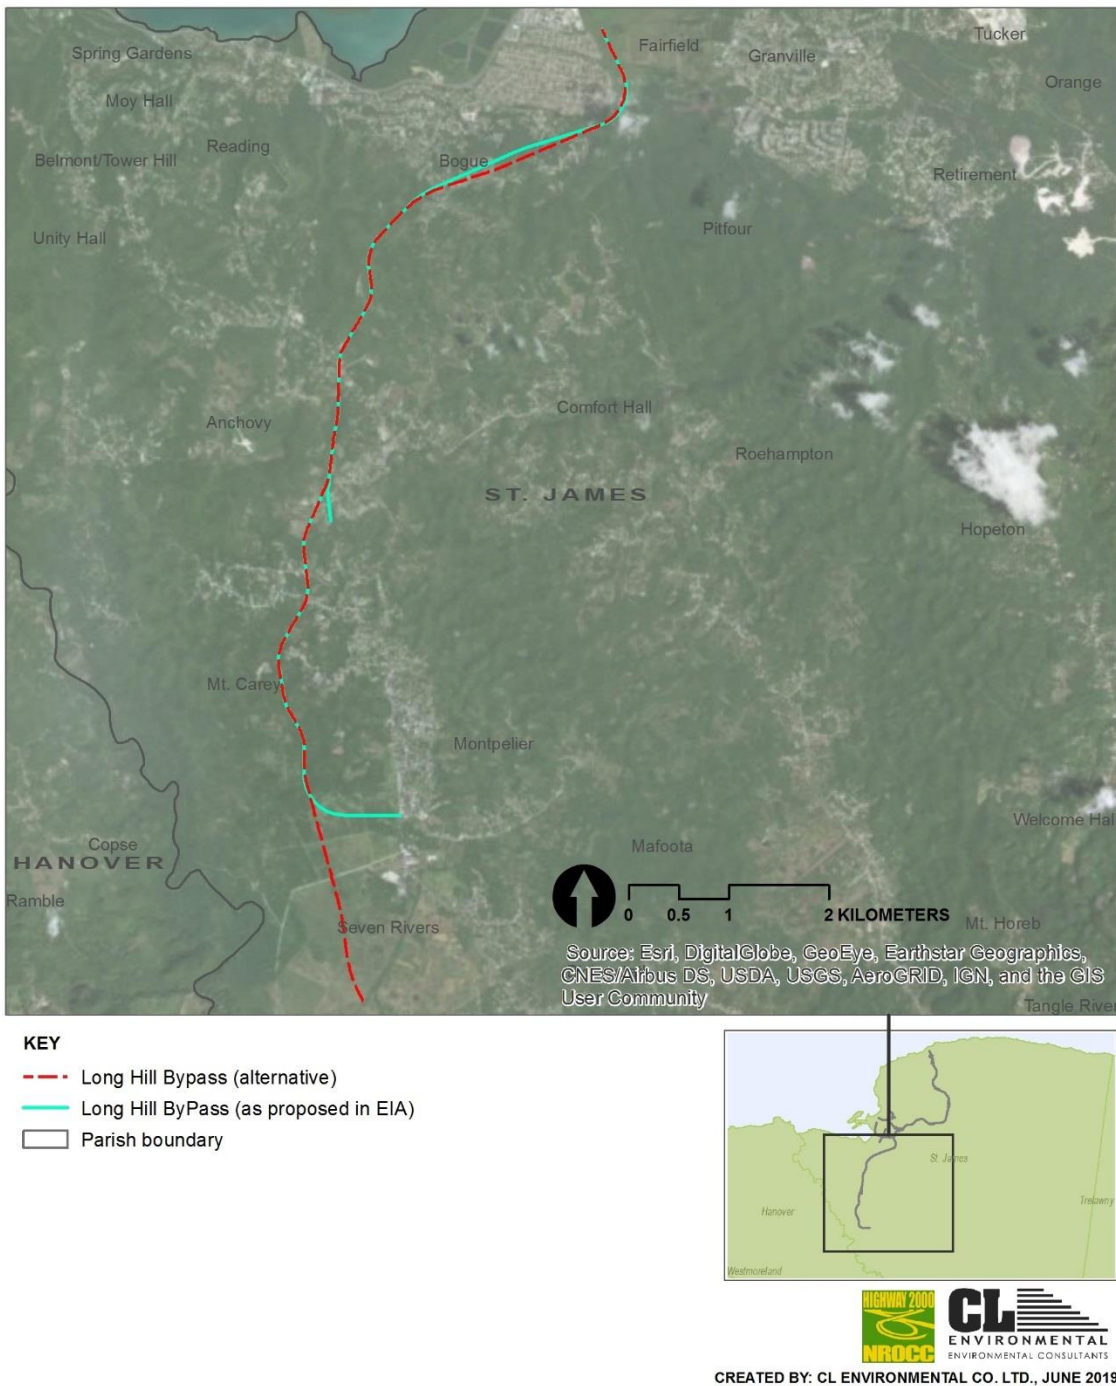 Spring Gardens
Fairfield
Granville
Tucker
Orange
Moy Hall
Reading
Belmont/Tower Hill
Bogue
Retirement
Unity Hall
Pitfour
Comfort Hall
Anchovy
Roehampton
ST. JAMES
Hopeton
Mt. Carey
Montpelier
Welcome Hal
Copse
HANOVER
Mafoota
Ramble
0 0.5 1 2 KILOMETERS
Seven Rivers
Mt. Horeb
Source: Esri, DigitalGlobe, GeoEye, Earthstar Geographics,
CNES/Airbus DS, USDA, USGS, AeroGRID, IGN, and the GIS
User Community
Tangle River
KEY
Long Hill Bypass (alternative)
Long Hill ByPass (as proposed in EIA)
Parish boundary
St. James
Hanover
Trelawny
Westmoreland
HIGHWAY 2000
NROCC
CL
ENVIRONMENTAL
ENVIRONMENTAL CONSULTANTS
CREATED BY: CL ENVIRONMENTAL CO. LTD., JUNE 2019